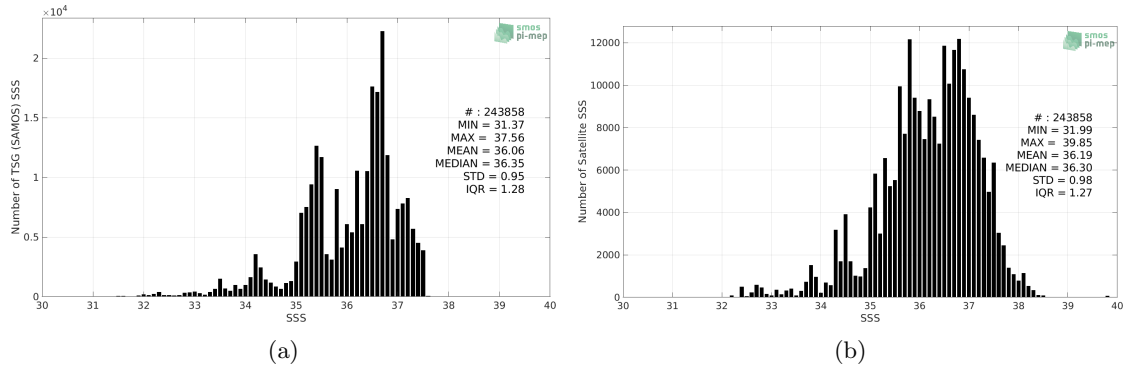 ×10⁴
smos
pi-mep
2
1.5
1
0.5
0
Number of TSG (SAMOS) SSS
# : 243858
MIN = 31.37
MAX = 37.56
MEAN = 36.06
MEDIAN = 36.35
STD = 0.95
IQR = 1.28
30 31 32 33 34 35 36 37 38 39 40
SSS
(a)
smos
pi-mep
12000
10000
8000
6000
4000
2000
0
Number of Satellite SSS
# : 243858
MIN = 31.99
MAX = 39.85
MEAN = 36.19
MEDIAN = 36.30
STD = 0.98
IQR = 1.27
30 31 32 33 34 35 36 37 38 39 40
SSS
(b)